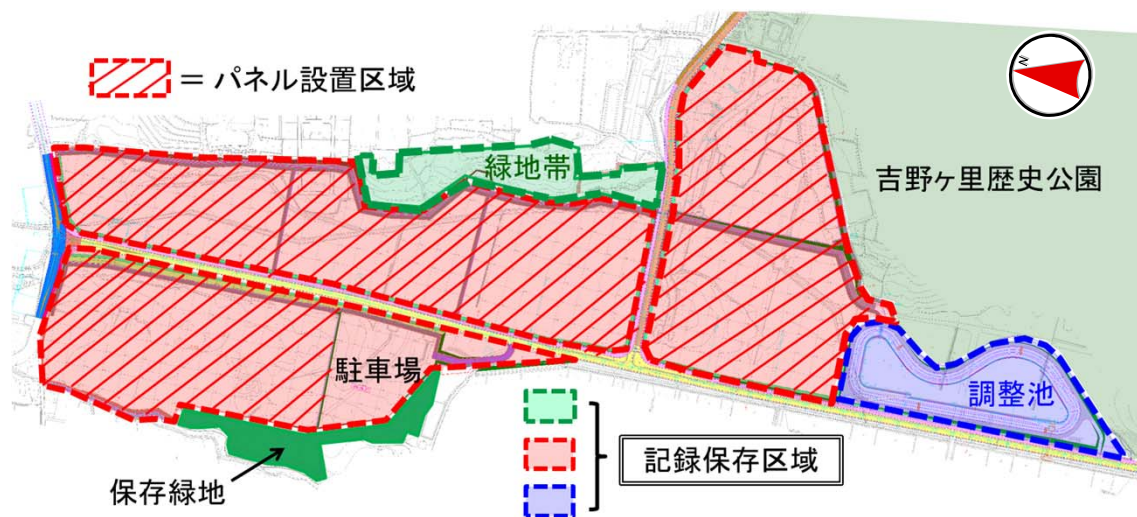 N
= パネル設置区域
緑地帯
吉野ヶ里歴史公園
駐車場
調整池
記録保存区域
保存緑地